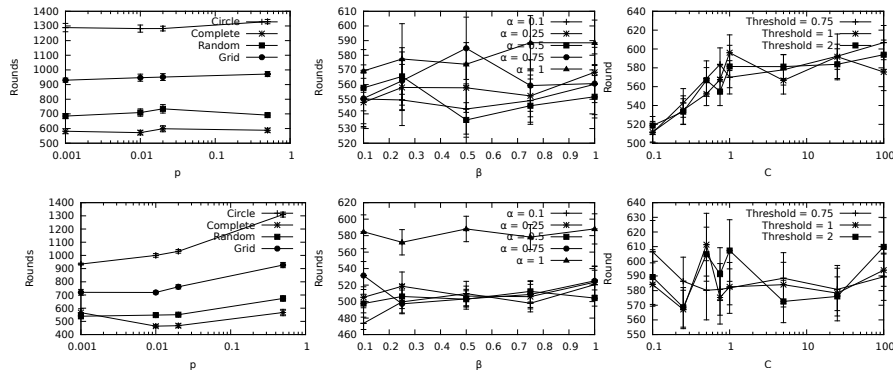 1400
1300
1200
1100
1000
900
800
700
600
500
Rounds
0.001 0.01 0.1 1
p
Circle
Complete
Random
Grid
610
600
590
580
570
560
550
540
530
520
Rounds
0.1 0.2 0.3 0.4 0.5 0.6 0.7 0.8 0.9 1
β
α = 0.1
α = 0.25
α = 0.5
α = 0.75
α = 1
620
600
580
560
540
520
500
Round
0.1 1 10 100
C
Threshold = 0.75
Threshold = 1
Threshold = 2
1400
1300
1200
1100
1000
900
800
700
600
500
400
Rounds
0.001 0.01 0.1 1
p
Circle
Complete
Random
Grid
620
600
580
560
540
520
500
480
460
Rounds
0.1 0.2 0.3 0.4 0.5 0.6 0.7 0.8 0.9 1
β
α = 0.1
α = 0.25
α = 0.5
α = 0.75
α = 1
640
630
620
610
600
590
580
570
560
550
Round
0.1 1 10 100
C
Threshold = 0.75
Threshold = 1
Threshold = 2